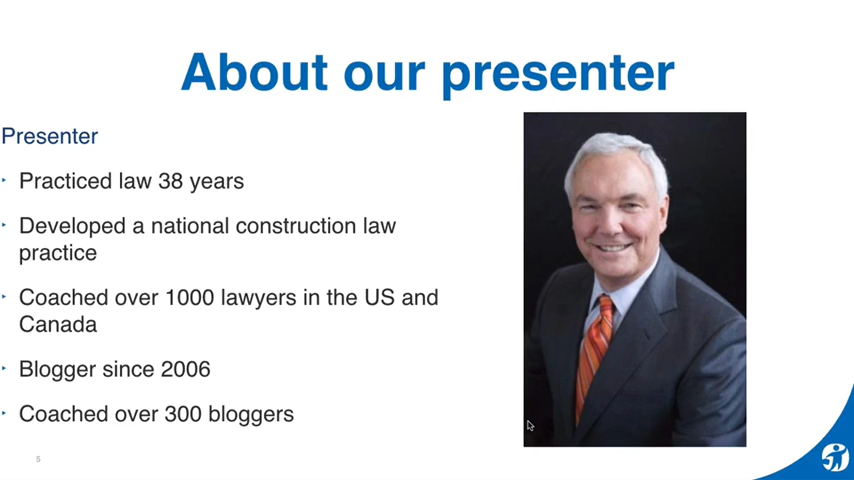 About our presenter
Presenter
‣ Practiced law 38 years
‣ Developed a national construction law
practice
‣ Coached over 1000 lawyers in the US and
Canada
‣ Blogger since 2006
‣ Coached over 300 bloggers
5